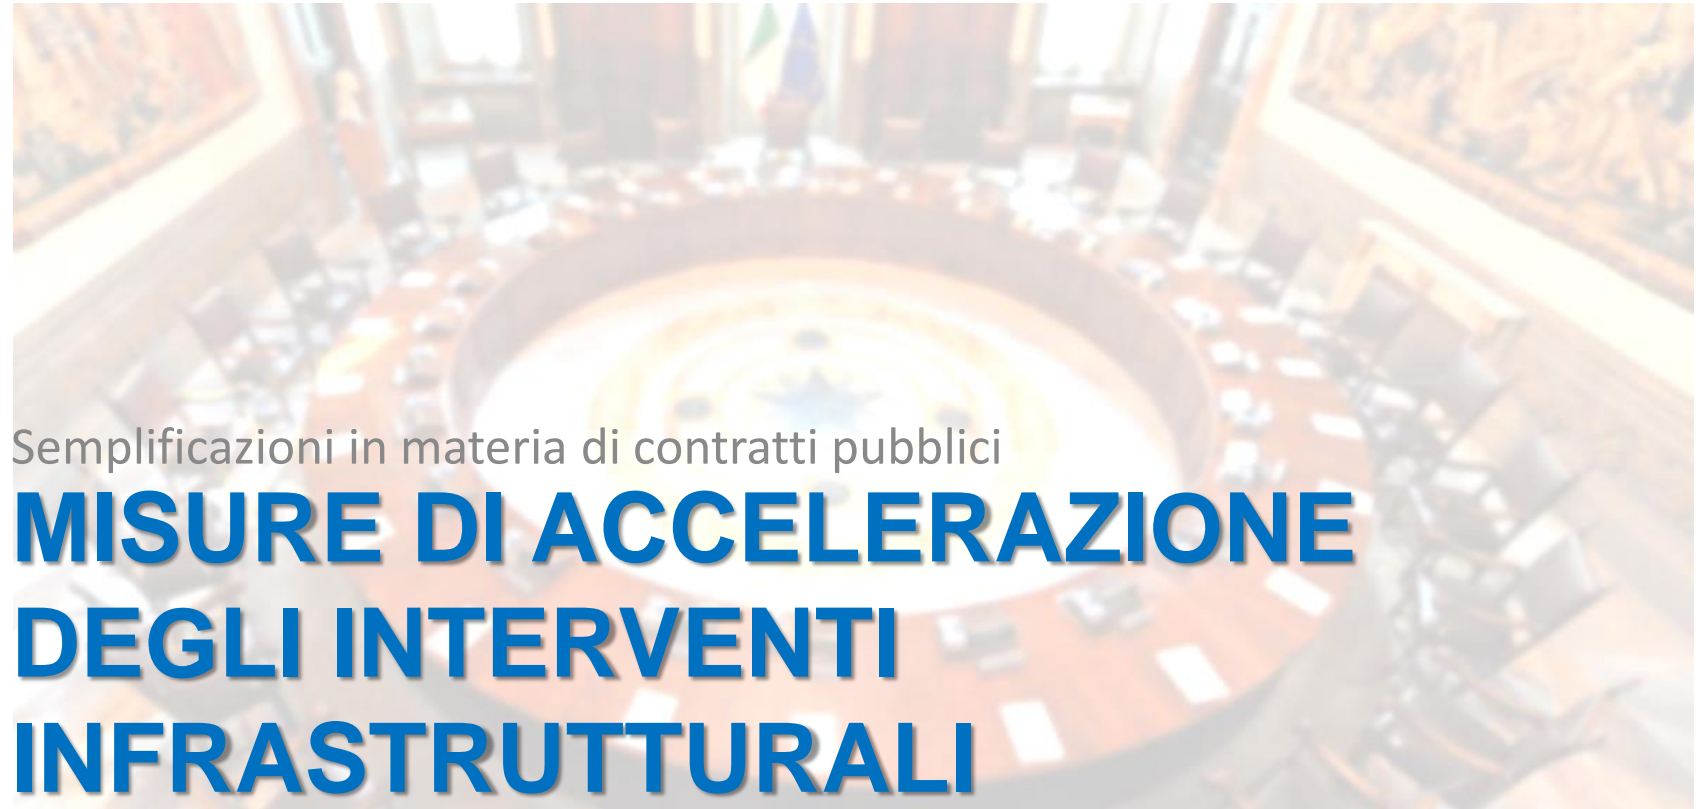 Semplificazioni in materia di contratti pubblici
MISURE DI ACCELERAZIONE
DEGLI INTERVENTI
INFRASTRUTTURALI